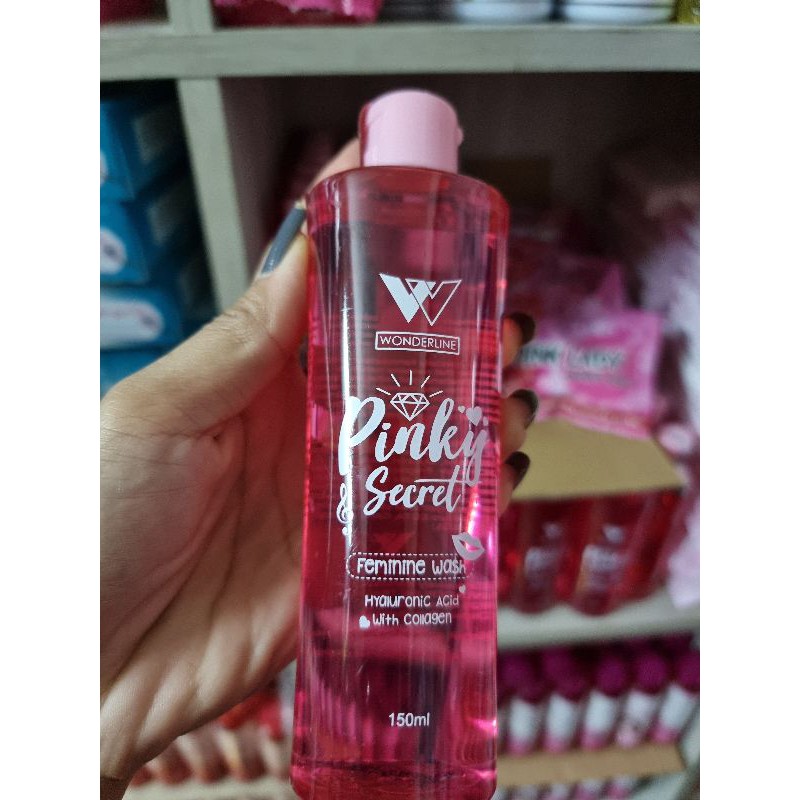 W
WONDERLINE
Pinky
Secret
Feminine Wash
Hyaluronic Acid
With Collagen
150ml